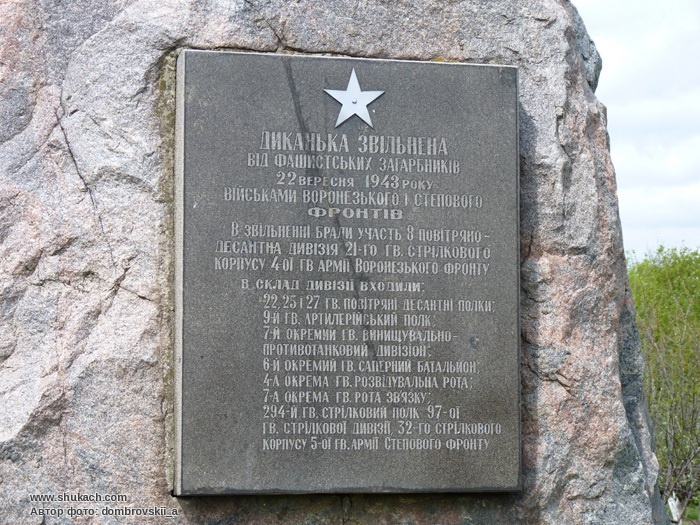 ДИКАНЬКА ЗВІЛЬНЕНА
ВІД ФАШИСТСЬКИХ ЗАГАРБНИКІВ
22 ВЕРЕСНЯ 1943 РОКУ
ВІЙСЬКАМИ ВОРОНЕЗЬКОГО І СТЕПОВОГО
ФРОНТІВ
В ЗВІЛЬНЕННІ БРАЛИ УЧАСТЬ 8 ПОВІТРЯНО-
ДЕСАНТНА ДИВІЗІЯ 21-ГО ГВ. СТРІЛКОВОГО
КОРПУСУ 4-ОЇ ГВ АРМІЇ ВОРОНЕЗЬКОГО ФРОНТУ
В СКЛАД ДИВІЗІЇ ВХОДИЛИ:
22, 25 І 27 ГВ. ПОВІТРЯНІ ДЕСАНТНІ ПОЛКИ;
9-Й ГВ. АРТИЛЕРІЙСЬКИЙ ПОЛК;
7-Й ОКРЕМИЙ ГВ. ВИНИЩУВАЛЬНО-
ПРОТИВОТАНКОВИЙ ДИВІЗІОН;
6-Й ОКРЕМИЙ ГВ. САПЕРНИЙ БАТАЛЬЙОН;
4-А ОКРЕМА ГВ. РОЗВІДУВАЛЬНА РОТА;
7-А ОКРЕМА ГВ. РОТА ЗВ'ЯЗКУ;
294-Й ГВ. СТРІЛКОВИЙ ПОЛК 97-ОЇ
ГВ. СТРІЛКОВОЇ ДИВІЗІЇ 32-ГО СТРІЛКОВОГО
КОРПУСУ 5-ОЇ ГВ. АРМІЇ СТЕПОВОГО ФРОНТУ
www.shukach.com
Автор фото: dombrovskii_a